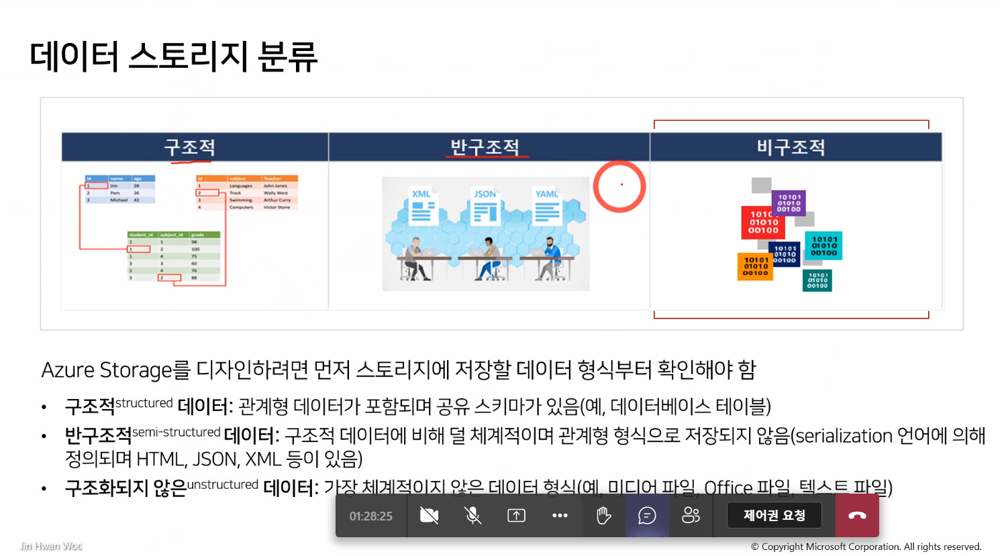 데이터 스토리지 분류
구조적
반구조적
비구조적
id name age
1 Jim 28
2 Pam 26
3 Michael 42
id subject Teacher
1 Languages John Jones
2 Track Wally West
3 Swimming Arthur Curry
4 Computers Victor Stone
student_id subject_id grade
2 1 98
1 2 100
1 4 75
3 3 60
2 4 76
3 2 88
XML
JSON
YAML
10101
01010
00100
10101
01010
00100
10101
01010
00100
10101
01010
00100
10101
01010
00100
10101
01010
00100
Azure Storage를 디자인하려면 먼저 스토리지에 저장할 데이터 형식부터 확인해야 함
• 구조적structured 데이터: 관계형 데이터가 포함되며 공유 스키마가 있음(예, 데이터베이스 테이블)
• 반구조적semi-structured 데이터: 구조적 데이터에 비해 덜 체계적이며 관계형 형식으로 저장되지 않음(serialization 언어에 의해
정의되며 HTML, JSON, XML 등이 있음)
• 구조화되지 않은unstructured 데이터: 가장 체계적이지 않은 데이터 형식(예, 미디어 파일, Office 파일, 텍스트 파일)
01:28:25
제어권 요청
Jin Hwan Woo
© Copyright Microsoft Corporation. All rights reserved.